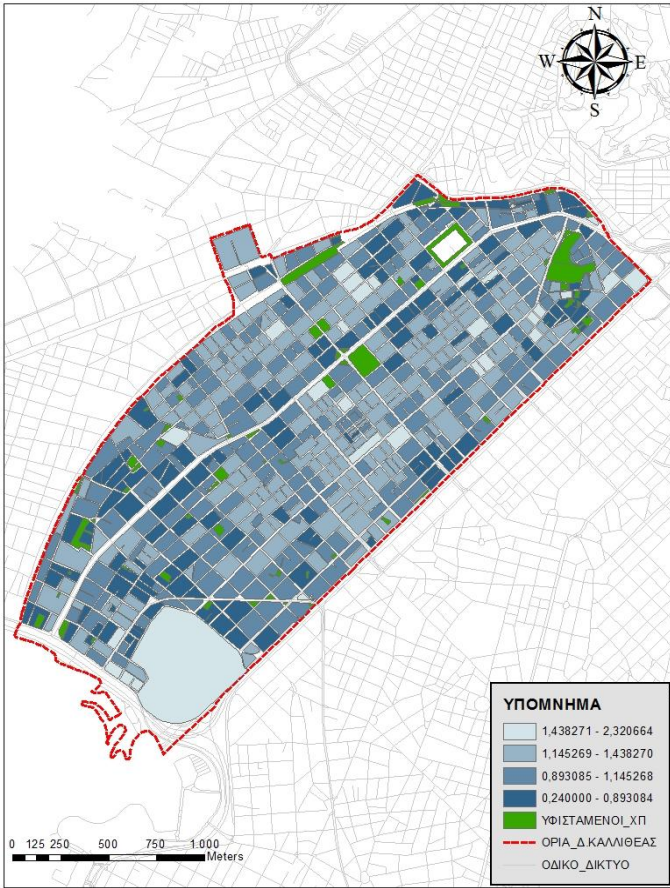 N
W E
S
ΥΠΟΜΝΗΜΑ
1,438271 - 2,320664
1,145269 - 1,438270
0,893085 - 1,145268
0,240000 - 0,893084
ΥΦΙΣΤΑΜΕΝΟΙ_ΧΠ
ΟΡΙΑ_Δ.ΚΑΛΛΙΘΕΑΣ
ΟΔΙΚΟ_ΔΙΚΤΥΟ
0 125 250 500 750 1.000
Meters